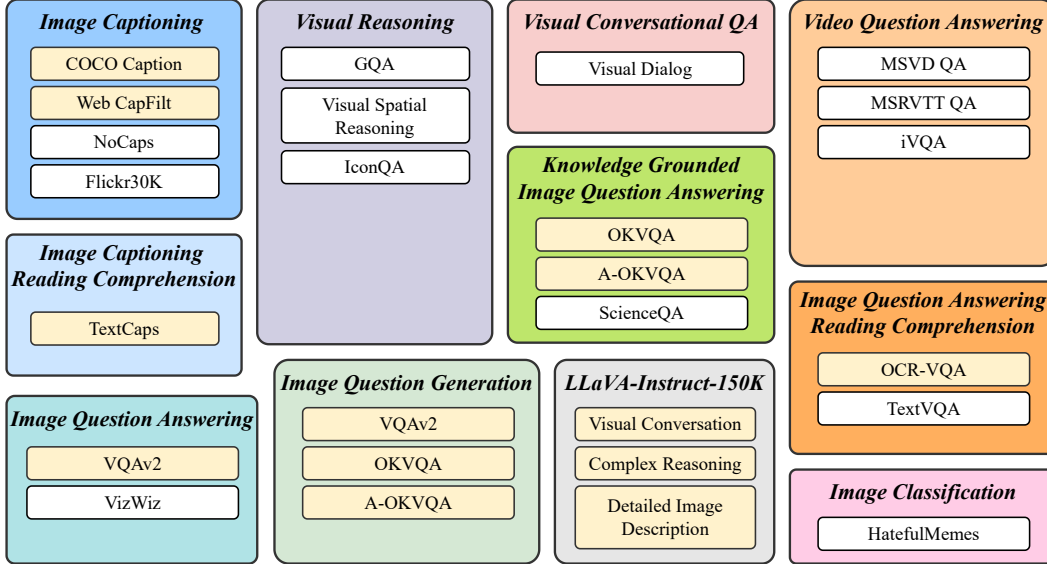 Image Captioning
COCO Caption
Web CapFilt
NoCaps
Flickr30K
Visual Reasoning
GQA
Visual Spatial
Reasoning
IconQA
Visual Conversational QA
Visual Dialog
Video Question Answering
MSVD QA
MSRVTT QA
iVQA
Knowledge Grounded
Image Question Answering
OKVQA
A-OKVQA
ScienceQA
Image Captioning
Reading Comprehension
TextCaps
Image Question Answering
Reading Comprehension
OCR-VQA
TextVQA
Image Question Answering
VQAv2
VizWiz
Image Question Generation
VQAv2
OKVQA
A-OKVQA
LLaVA-Instruct-150K
Visual Conversation
Complex Reasoning
Detailed Image
Description
Image Classification
HatefulMemes